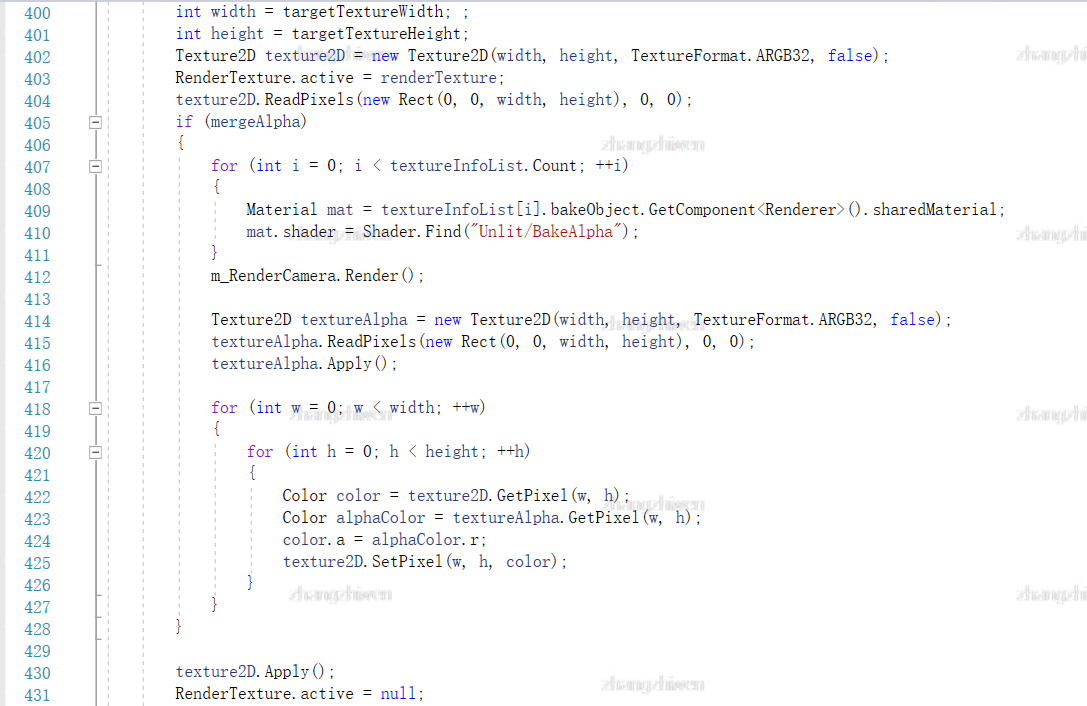 400 int width = targetTextureWidth; ;
401 int height = targetTextureHeight;
402 Texture2D texture2D = new Texture2D(width, height, TextureFormat.ARGB32, false);
403 RenderTexture.active = renderTexture;
404 texture2D.ReadPixels(new Rect(0, 0, width, height), 0, 0);
405 if (mergeAlpha)
406 {
407 for (int i = 0; i < textureInfoList.Count; ++i)
408 {
409 Material mat = textureInfoList[i].bakeObject.GetComponent<Renderer>().sharedMaterial;
410 mat.shader = Shader.Find("Unlit/BakeAlpha");
411 }
412 m_RenderCamera.Render();
413
414 Texture2D textureAlpha = new Texture2D(width, height, TextureFormat.ARGB32, false);
415 textureAlpha.ReadPixels(new Rect(0, 0, width, height), 0, 0);
416 textureAlpha.Apply();
417
418 for (int w = 0; w < width; ++w)
419 {
420 for (int h = 0; h < height; ++h)
421 {
422 Color color = texture2D.GetPixel(w, h);
423 Color alphaColor = textureAlpha.GetPixel(w, h);
424 color.a = alphaColor.r;
425 texture2D.SetPixel(w, h, color);
426 }
427 }
428 }
429
430 texture2D.Apply();
431 RenderTexture.active = null;